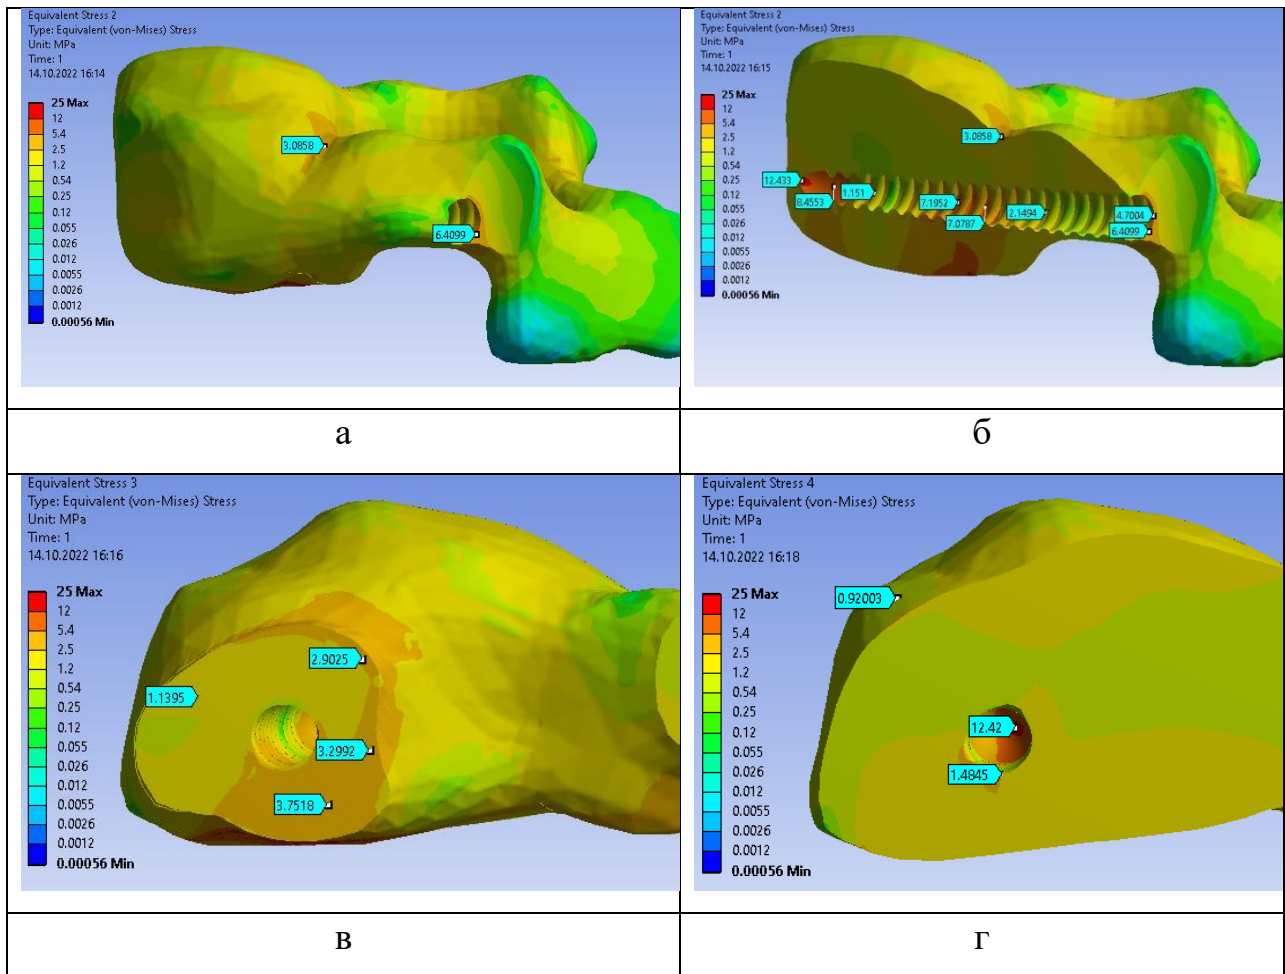 Equivalent Stress 2
Type: Equivalent (von-Mises) Stress
Unit: MPa
Time: 1
14.10.2022 16:14
25 Max
12
5.4
2.5
1.2
0.54
0.25
0.12
0.055
0.026
0.012
0.0055
0.0026
0.0012
0.00056 Min
3.0858
6.4099
Equivalent Stress 2
Type: Equivalent (von-Mises) Stress
Unit: MPa
Time: 1
14.10.2022 16:15
25 Max
12
5.4
2.5
1.2
0.54
0.25
0.12
0.055
0.026
0.012
0.0055
0.0026
0.0012
0.00056 Min
3.0858
12.433
8.4553
1.151
7.1952
7.0787
2.1494
4.7004
6.4099
а
б
Equivalent Stress 3
Type: Equivalent (von-Mises) Stress
Unit: MPa
Time: 1
14.10.2022 16:16
25 Max
12
5.4
2.5
1.2
0.54
0.25
0.12
0.055
0.026
0.012
0.0055
0.0026
0.0012
0.00056 Min
2.9025
1.1395
3.2992
3.7518
Equivalent Stress 4
Type: Equivalent (von-Mises) Stress
Unit: MPa
Time: 1
14.10.2022 16:18
25 Max
12
5.4
2.5
1.2
0.54
0.25
0.12
0.055
0.026
0.012
0.0055
0.0026
0.0012
0.00056 Min
0.92003
12.42
1.4845
в
г